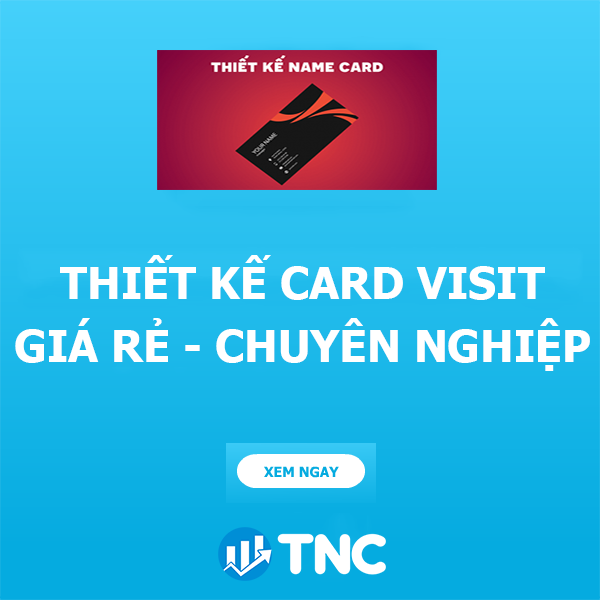 THIẾT KẾ NAME CARD
YOUR NAME
THIẾT KẾ CARD VISIT
GIÁ RẺ - CHUYÊN NGHIỆP
XEM NGAY
TNC